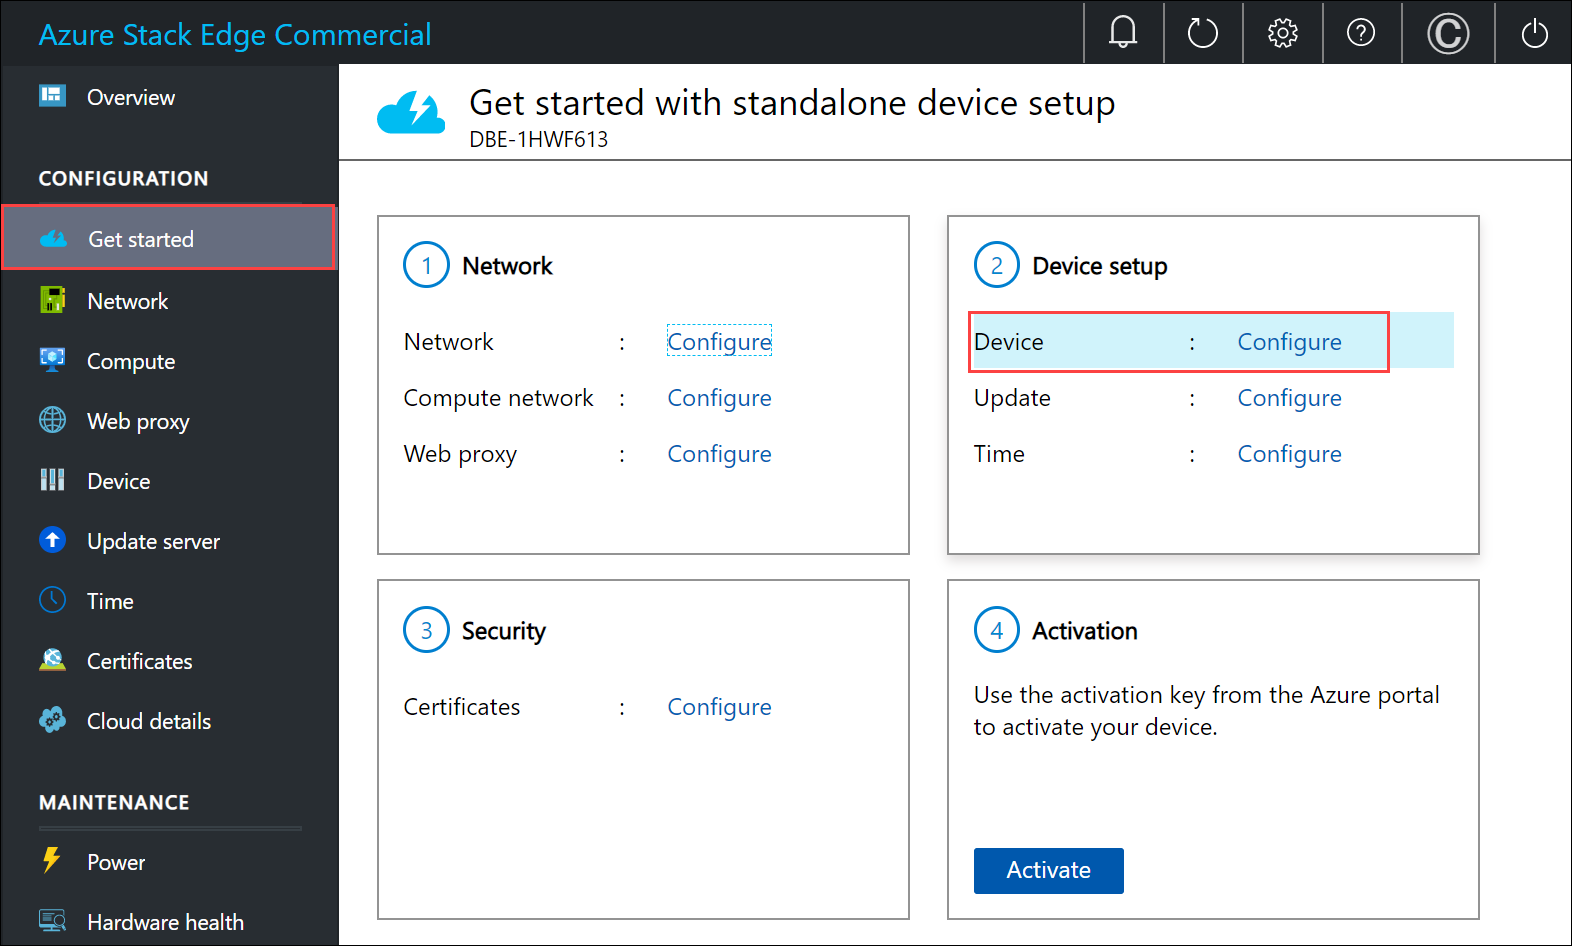 Azure Stack Edge Commercial
©
Overview
CONFIGURATION
Get started
Network
Compute
Web proxy
Device
Update server
Time
Certificates
Cloud details
MAINTENANCE
Power
Hardware health
Get started with standalone device setup
DBE-1HWF613
1 Network
Network : Configure
Compute network : Configure
Web proxy : Configure
2 Device setup
Device : Configure
Update : Configure
Time : Configure
3 Security
Certificates : Configure
4 Activation
Use the activation key from the Azure portal
to activate your device.
Activate